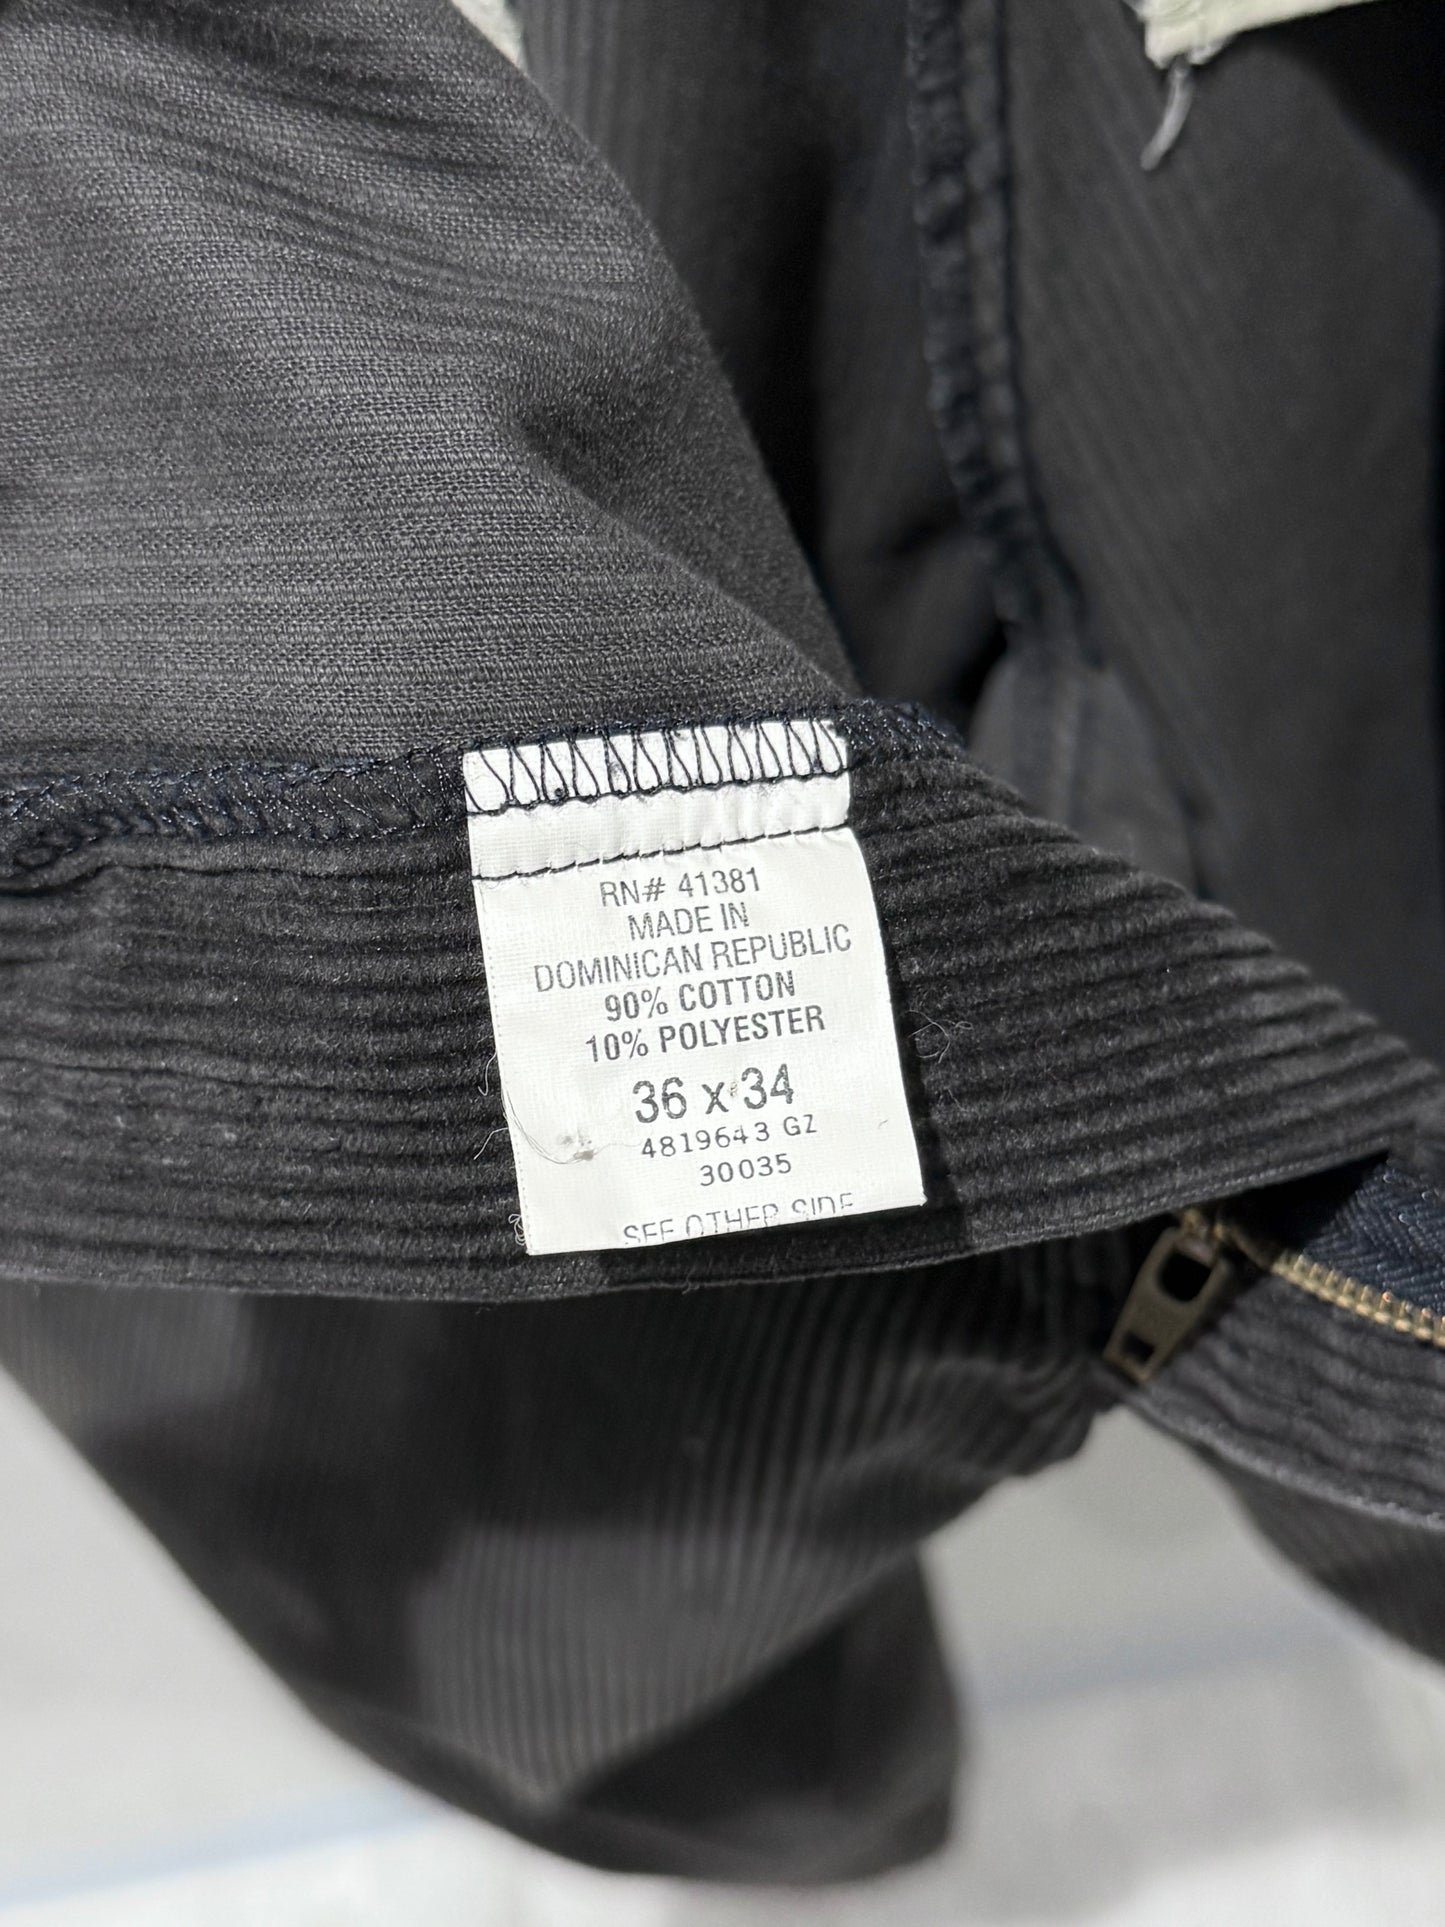 RN# 41381
MADE IN
DOMINICAN REPUBLIC
90% COTTON
10% POLYESTER
36 x 34
4819643 GZ
30035
SEE OTHER SIDE